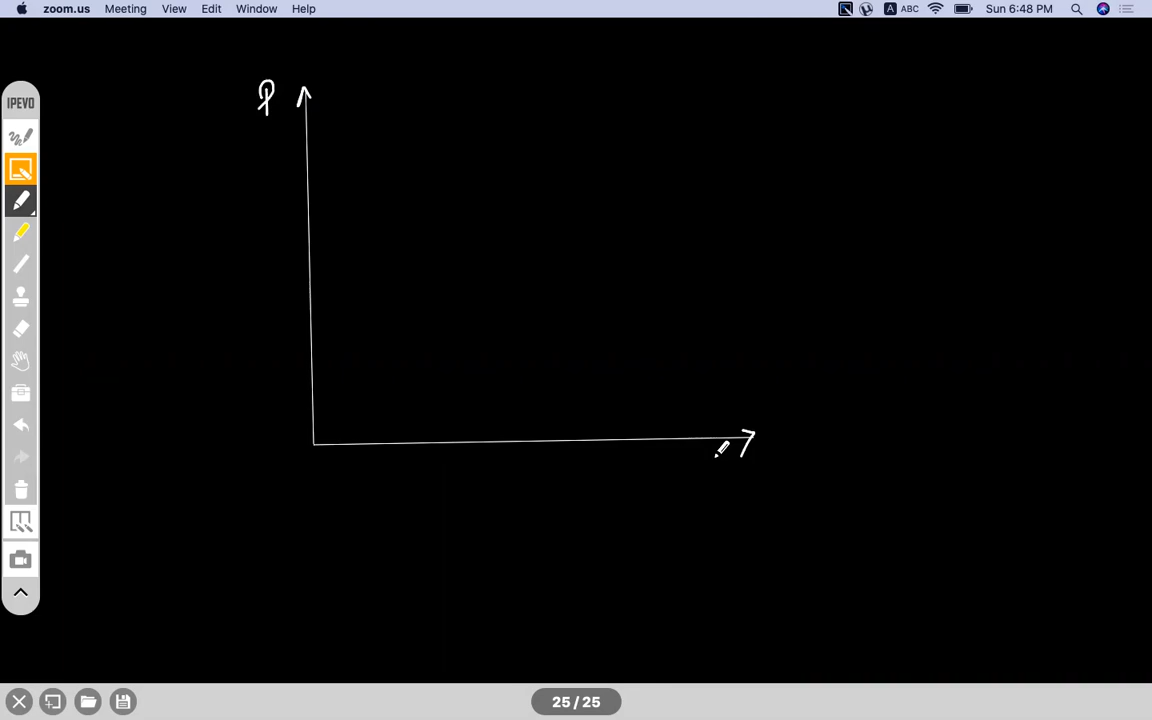 zoom.us Meeting View Edit Window Help A ABC Sun 6:48 PM
IPEVO
P
25 / 25